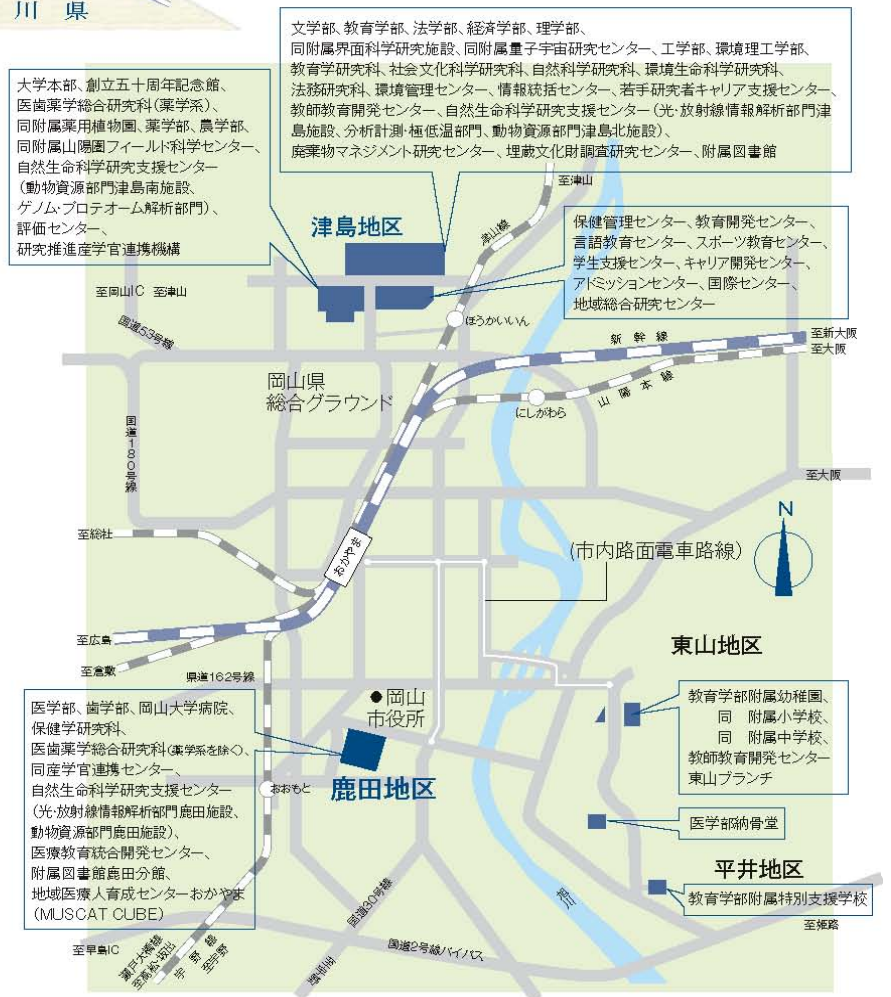 川 県
文学部、教育学部、法学部、経済学部、理学部、
同附属界面科学研究施設、同附属量子宇宙研究センター、工学部、環境理工学部、
教育学研究科、社会文化科学研究科、自然科学研究科、環境生命科学研究科、
法務研究科、環境管理センター、情報統括センター、若手研究者キャリア支援センター、
教師教育開発センター、自然生命科学研究支援センター(光・放射線情報解析部門津
島施設、分析計測・極低温部門、動物資源部門津島北施設)、
廃棄物マネジメント研究センター、埋蔵文化財調査研究センター、附属図書館
大学本部、創立五十周年記念館、
医歯薬学総合研究科(薬学系)、
同附属薬用植物園、薬学部、農学部、
同附属山陽圏フィールド科学センター、
自然生命科学研究支援センター
(動物資源部門津島南施設、
ゲノム・プロテオーム解析部門)、
評価センター、
研究推進産学官連携機構
至津山
津島地区
津山線
保健管理センター、教育開発センター、
言語教育センター、スポーツ教育センター、
学生支援センター、キャリア開発センター、
アドミッションセンター、国際センター、
地域総合研究センター
至岡山IC 至津山
国道53号線
ほうかいいん
新幹線
至新大阪
至大阪
岡山県
総合グラウンド
にしがわら
山陽本線
国道180号線
至大阪
N
至総社
おかやま
(市内路面電車路線)
至広島
至倉敷
県道162号線
東山地区
●岡山
市役所
教育学部附属幼稚園、
同 附属小学校、
同 附属中学校、
教師教育開発センター
東山ブランチ
医学部、歯学部、岡山大学病院、
保健学研究科、
医歯薬学総合研究科(薬学系を除く)、
同産学官連携センター、
自然生命科学研究支援センター
(光・放射線情報解析部門鹿田施設、
動物資源部門鹿田施設)、
医療教育統合開発センター、
附属図書館鹿田分館、
地域医療人育成センターおかやま
(MUSCAT CUBE)
鹿田地区
おおもと
医学部納骨堂
平井地区
教育学部附属特別支援学校
旭川
至姫路
国道30号線
国道2号線バイパス
至早島IC
瀬戸大橋線
至高松・坂出
宇野線
至宇野
至宇野